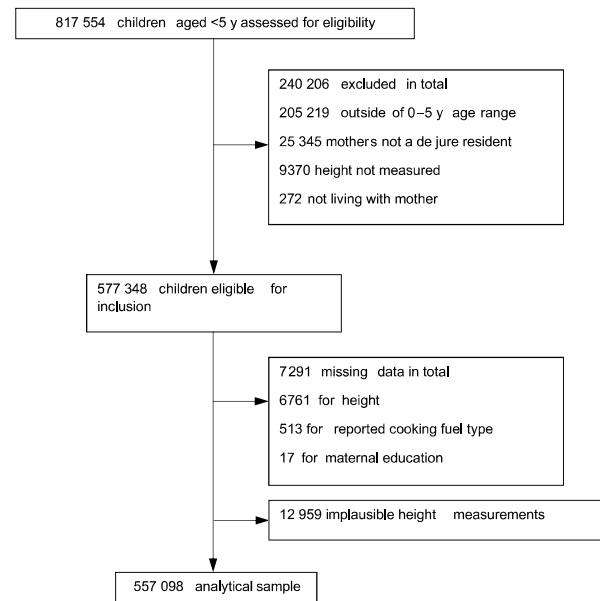 817 554 children aged <5 y assessed for eligibility
240 206 excluded in total
205 219 outside of 0–5 y age range
25 345 mothers not a de jure resident
9370 height not measured
272 not living with mother
577 348 children eligible for
inclusion
7291 missing data in total
6761 for height
513 for reported cooking fuel type
17 for maternal education
12 959 implausible height measurements
557 098 analytical sample